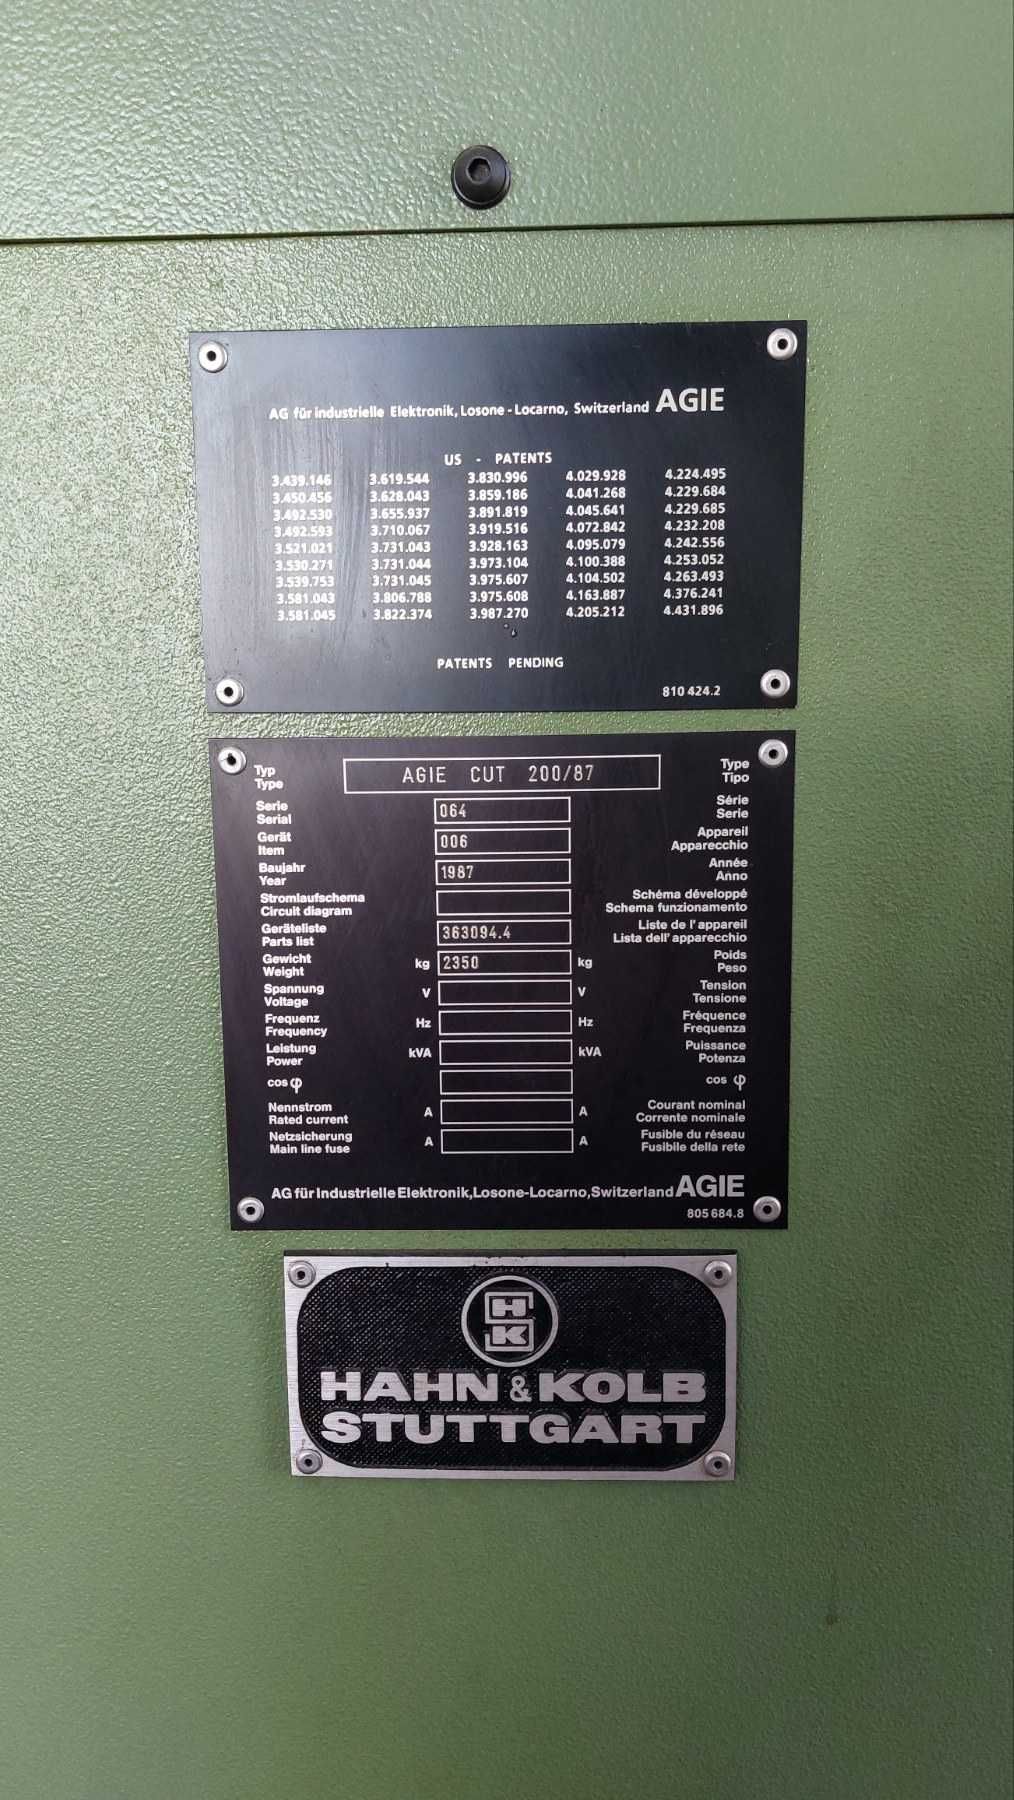 AG für industrielle Elektronik, Losone - Locarno, Switzerland AGIE
US - PATENTS
3.439.146 3.619.544 3.830.996 4.029.928 4.224.495
3.450.456 3.628.043 3.859.186 4.041.268 4.229.684
3.492.530 3.655.937 3.891.819 4.045.641 4.229.685
3.492.593 3.710.067 3.919.516 4.072.842 4.232.208
3.521.021 3.731.043 3.928.163 4.095.079 4.242.556
3.530.271 3.731.044 3.973.104 4.100.388 4.253.052
3.539.753 3.731.045 3.975.607 4.104.502 4.263.493
3.581.043 3.806.788 3.975.608 4.163.887 4.376.241
3.581.045 3.822.374 3.987.270 4.205.212 4.431.896
PATENTS PENDING
810 424.2
Typ AGIE CUT 200/87 Type
Type Tipo
Serie 064 Série
Serial Serie
Gerät 006 Appareil
Item Apparecchio
Baujahr 1987 Année
Year Anno
Stromlaufschema Schéma développé
Circuit diagram Schema funzionamento
Geräteliste 363094.4 Liste de l'appareil
Parts list Lista dell'apparecchio
Gewicht kg 2350 kg Poids
Weight Peso
Spannung V V Tension
Voltage Tensione
Frequenz Hz Hz Fréquence
Frequency Frequenza
Leistung kVA kVA Puissance
Power Potenza
cos φ cos φ
Nennstrom A A Courant nominal
Rated current Corrente nominale
Netzsicherung A A Fusible du réseau
Main line fuse Fusibile della rete
AG für Industrielle Elektronik, Losone-Locarno, Switzerland AGIE
805 684.8
H
K
HAHN & KOLB
STUTTGART